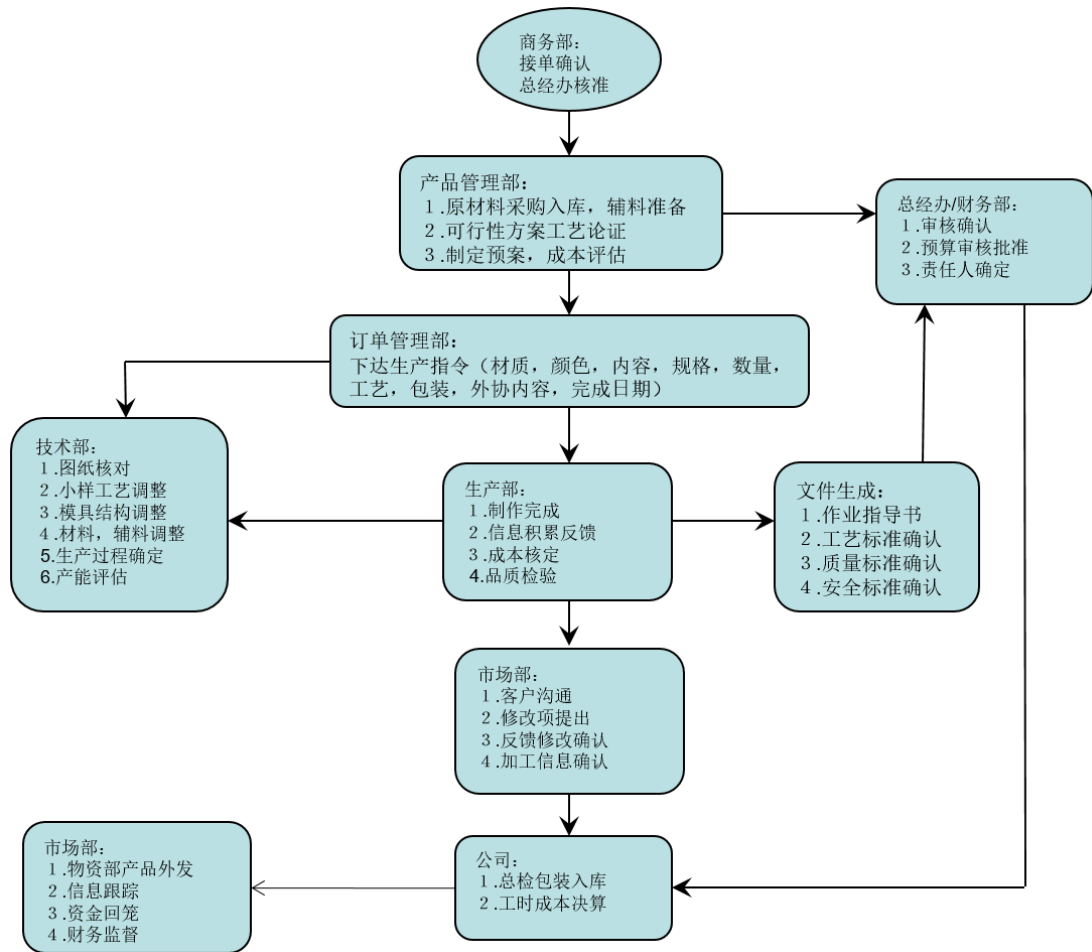 商务部：
接单确认
总经办核准
产品管理部：
１.原材料采购入库，辅料准备
２.可行性方案工艺论证
３.制定预案，成本评估
总经办/财务部：
１.审核确认
２.预算审核批准
３.责任人确定
订单管理部：
下达生产指令（材质，颜色，内容，规格，数量，
工艺，包装，外协内容，完成日期）
技术部：
１.图纸核对
２.小样工艺调整
３.模具结构调整
４.材料，辅料调整
5.生产过程确定
6.产能评估
生产部：
１.制作完成
２.信息积累反馈
３.成本核定
4.品质检验
文件生成：
１.作业指导书
２.工艺标准确认
３.质量标准确认
４.安全标准确认
市场部：
１.客户沟通
２.修改项提出
３.反馈修改确认
４.加工信息确认
市场部：
１.物资部产品外发
２.信息跟踪
３.资金回笼
４.财务监督
公司：
１.总检包装入库
２.工时成本决算